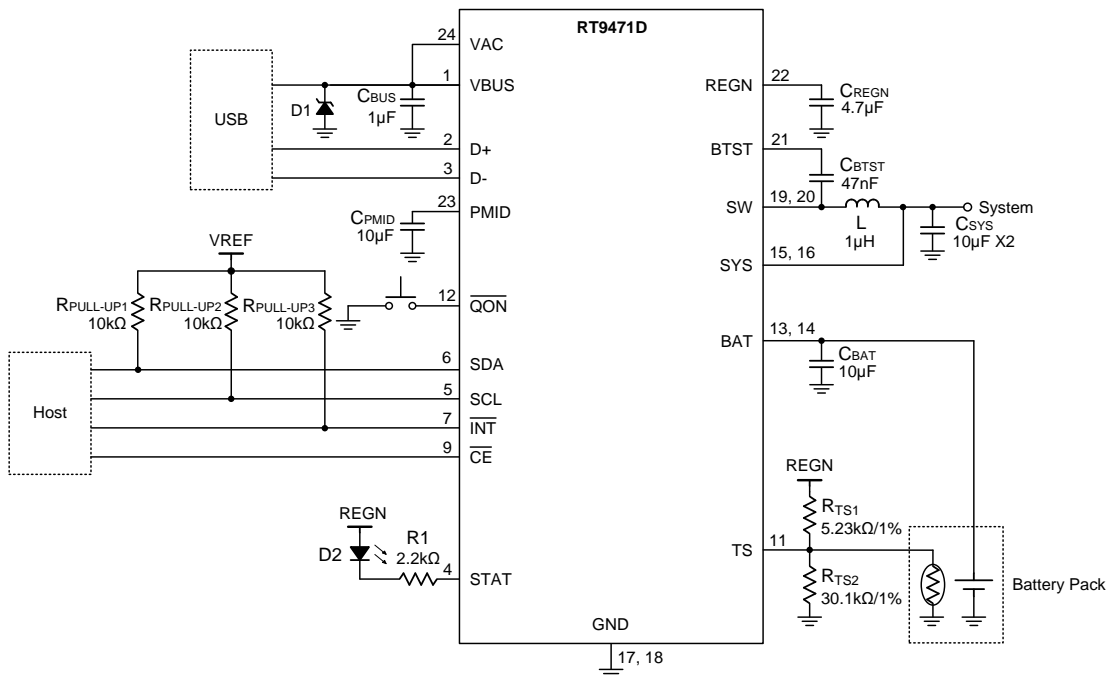 RT9471D
24
VAC
1
VBUS
USB
D1
CBUS
1µF
2
D+
3
D-
23
PMID
CPMID
10µF
VREF
RPULL-UP1
10kΩ
RPULL-UP2
10kΩ
RPULL-UP3
10kΩ
12
QON
Host
6
SDA
5
SCL
7
INT
9
CE
REGN
D2
R1
2.2kΩ
4
STAT
REGN
22
CREGN
4.7µF
BTST
21
CBTST
47nF
SW
19, 20
L
1µH
System
CSYS
10µF X2
SYS
15, 16
BAT
13, 14
CBAT
10µF
REGN
RTS1
5.23kΩ/1%
TS
11
RTS2
30.1kΩ/1%
Battery Pack
GND
17, 18